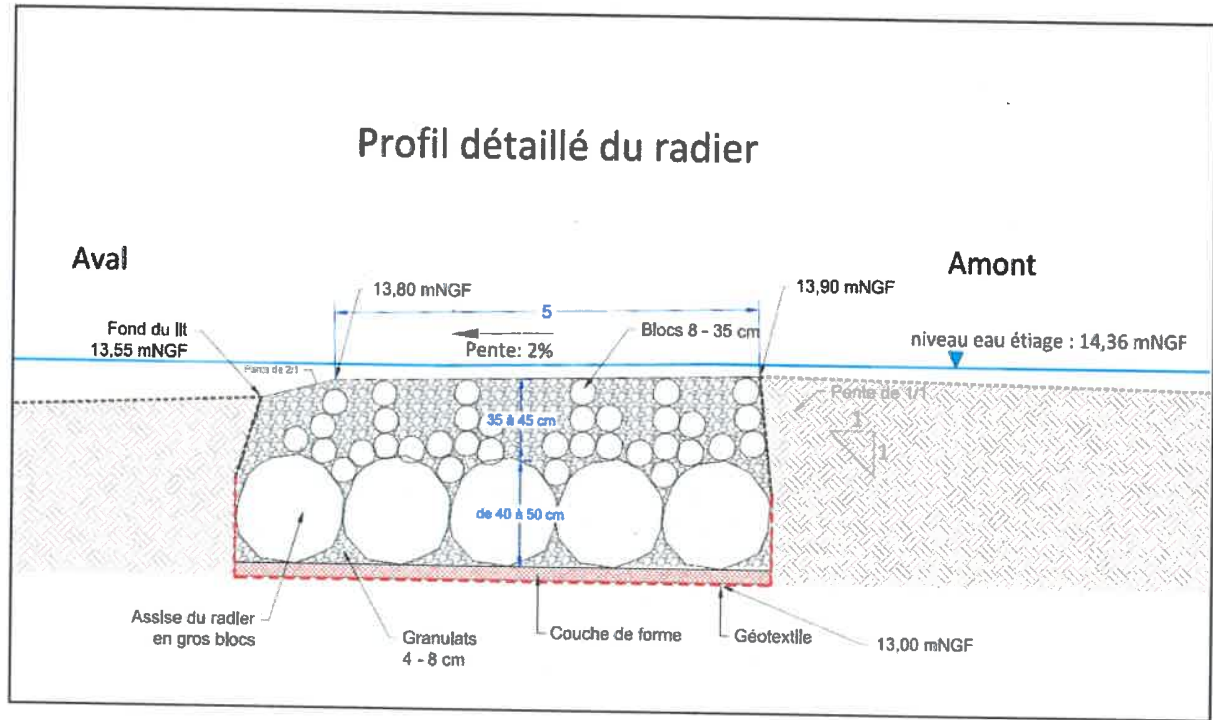 Profil détaillé du radier
Aval
Amont
13,80 mNGF
13,90 mNGF
5
Blocs 8 - 35 cm
Fond du lit
13,55 mNGF
Pente: 2%
niveau eau étiage : 14,36 mNGF
Pente de 2/1
Pente de 1/1
1
1
35 à 45 cm
de 40 à 50 cm
Assise du radier
en gros blocs
Granulats
4 - 8 cm
Couche de forme
Géotextile
13,00 mNGF